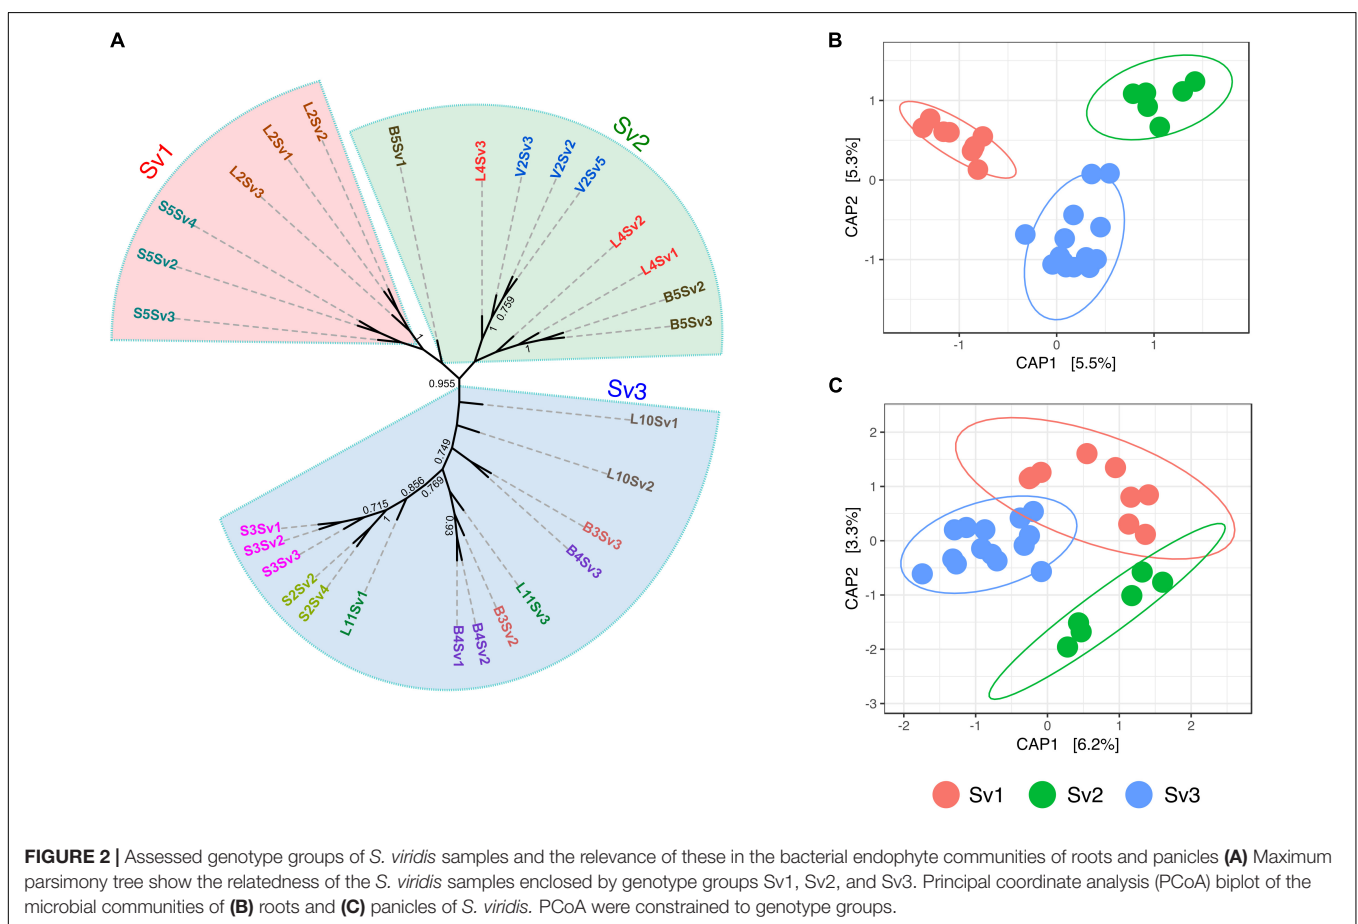 A
Sv1
L2Sv2
L2Sv1
L2Sv3
S5Sv4
S5Sv2
S5Sv3
1
Sv2
B5Sv1
L4Sv3
V2Sv3
V2Sv2
V2Sv5
L4Sv2
L4Sv1
B5Sv2
B5Sv3
1
0.759
1
0.955
Sv3
L10Sv1
L10Sv2
B3Sv3
B4Sv3
L11Sv3
B3Sv2
B4Sv2
B4Sv1
L11Sv1
S2Sv4
S2Sv2
S3Sv3
S3Sv2
S3Sv1
0.749
0.769
0.856
0.715
1
0.93
B
1
0
-1
CAP2 [5.3%]
-1
0
1
CAP1 [5.5%]
C
2
1
0
-1
-2
-3
CAP2 [3.3%]
-2
-1
0
1
2
CAP1 [6.2%]
Sv1 Sv2 Sv3
FIGURE 2 | Assessed genotype groups of S. viridis samples and the relevance of these in the bacterial endophyte communities of roots and panicles (A) Maximum
parsimony tree show the relatedness of the S. viridis samples enclosed by genotype groups Sv1, Sv2, and Sv3. Principal coordinate analysis (PCoA) biplot of the
microbial communities of (B) roots and (C) panicles of S. viridis. PCoA were constrained to genotype groups.